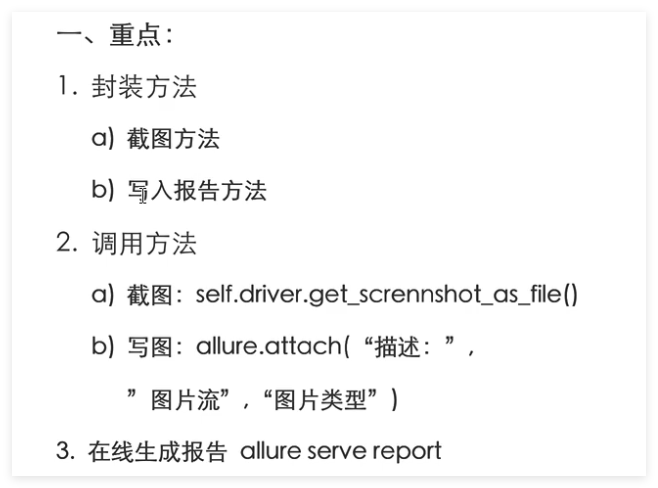 一、重点：
1. 封装方法
a) 截图方法
b) 写入报告方法
2. 调用方法
a) 截图：self.driver.get_scrennshot_as_file()
b) 写图：allure.attach(“描述：”,
”图片流”,“图片类型”)
3. 在线生成报告 allure serve report